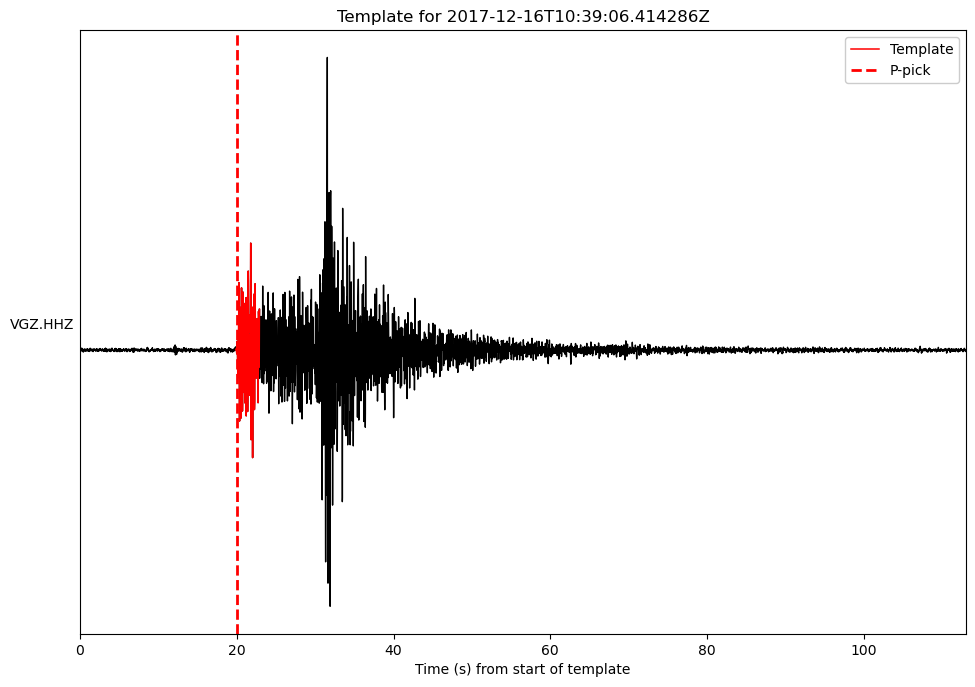 Template for 2017-12-16T10:39:06.414286Z
Template
P-pick
VGZ.HHZ
0 20 40 60 80 100
Time (s) from start of template